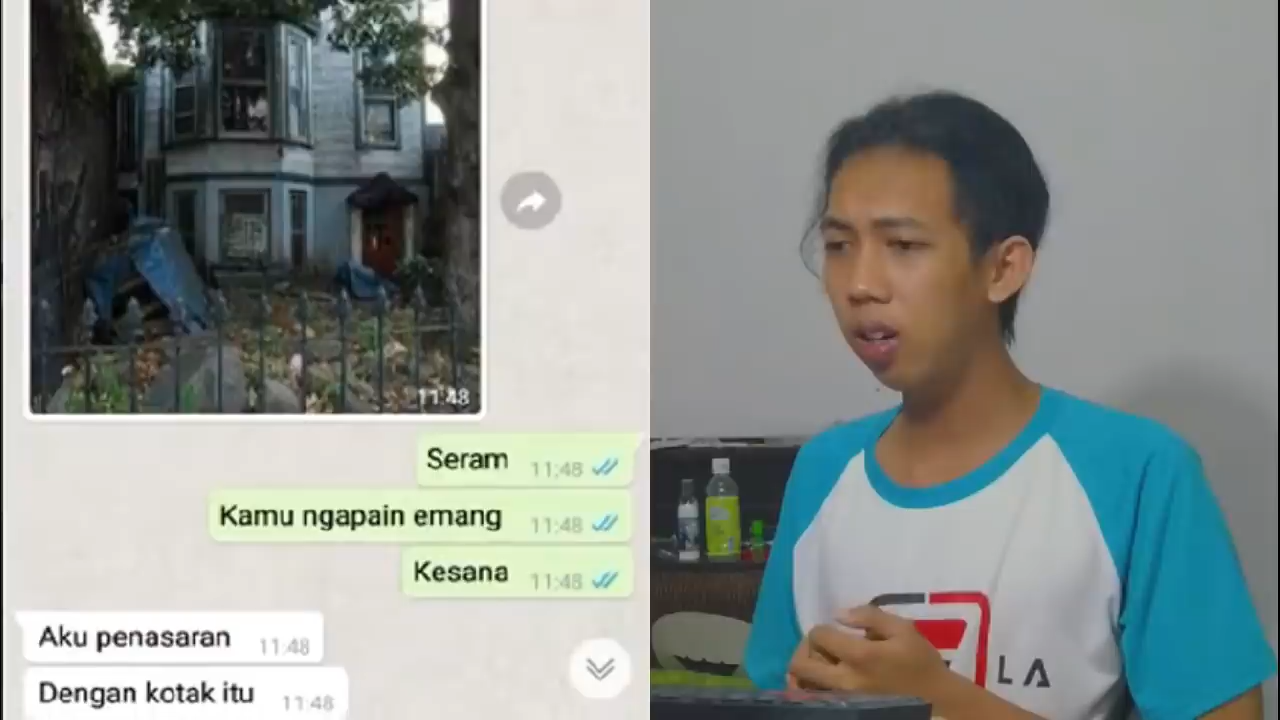 11:48
Seram 11:48
Kamu ngapain emang 11:48
Kesana 11:48
Aku penasaran 11:48
Dengan kotak itu 11:48
LA